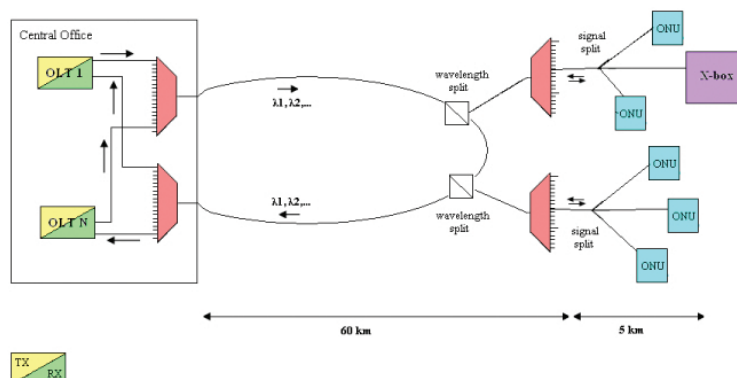 Central Office
OLT 1
OLT N
λ1, λ2,...
λ1, λ2,...
wavelength
split
wavelength
split
signal
split
signal
split
ONU
X-box
ONU
ONU
ONU
ONU
60 km
5 km
TX
RX